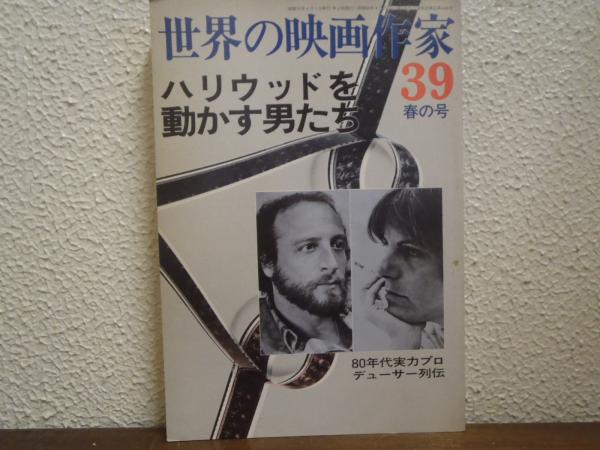 世界の映画作家
39
春の号
ハリウッドを
動かす男たち
80年代実力プロ
デューサー列伝